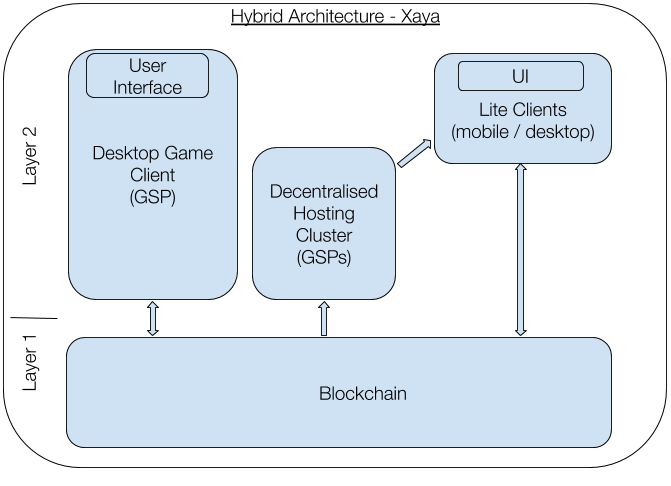 Hybrid Architecture - Xaya
Layer 2
User
Interface
Desktop Game
Client
(GSP)
Decentralised
Hosting
Cluster
(GSPs)
UI
Lite Clients
(mobile / desktop)
Layer 1
Blockchain